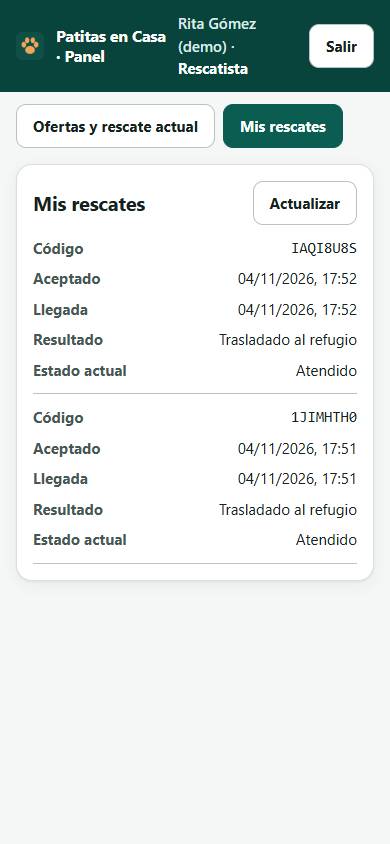 Patitas en Casa
· Panel
Rita Gómez
(demo) ·
Rescatista
Salir
Ofertas y rescate actual
Mis rescates
Mis rescates
Actualizar
Código IAQI8U8S
Aceptado 04/11/2026, 17:52
Llegada 04/11/2026, 17:52
Resultado Trasladado al refugio
Estado actual Atendido
Código 1JIMHTH0
Aceptado 04/11/2026, 17:51
Llegada 04/11/2026, 17:51
Resultado Trasladado al refugio
Estado actual Atendido